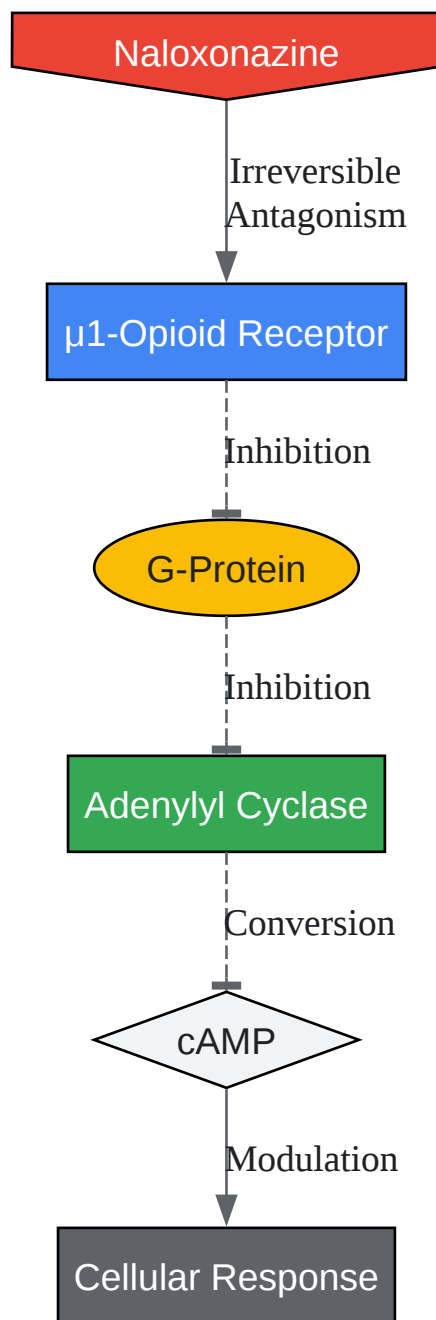 Naloxonazine
Irreversible
Antagonism
μ1-Opioid Receptor
Inhibition
G-Protein
Inhibition
Adenylyl Cyclase
Conversion
cAMP
Modulation
Cellular Response